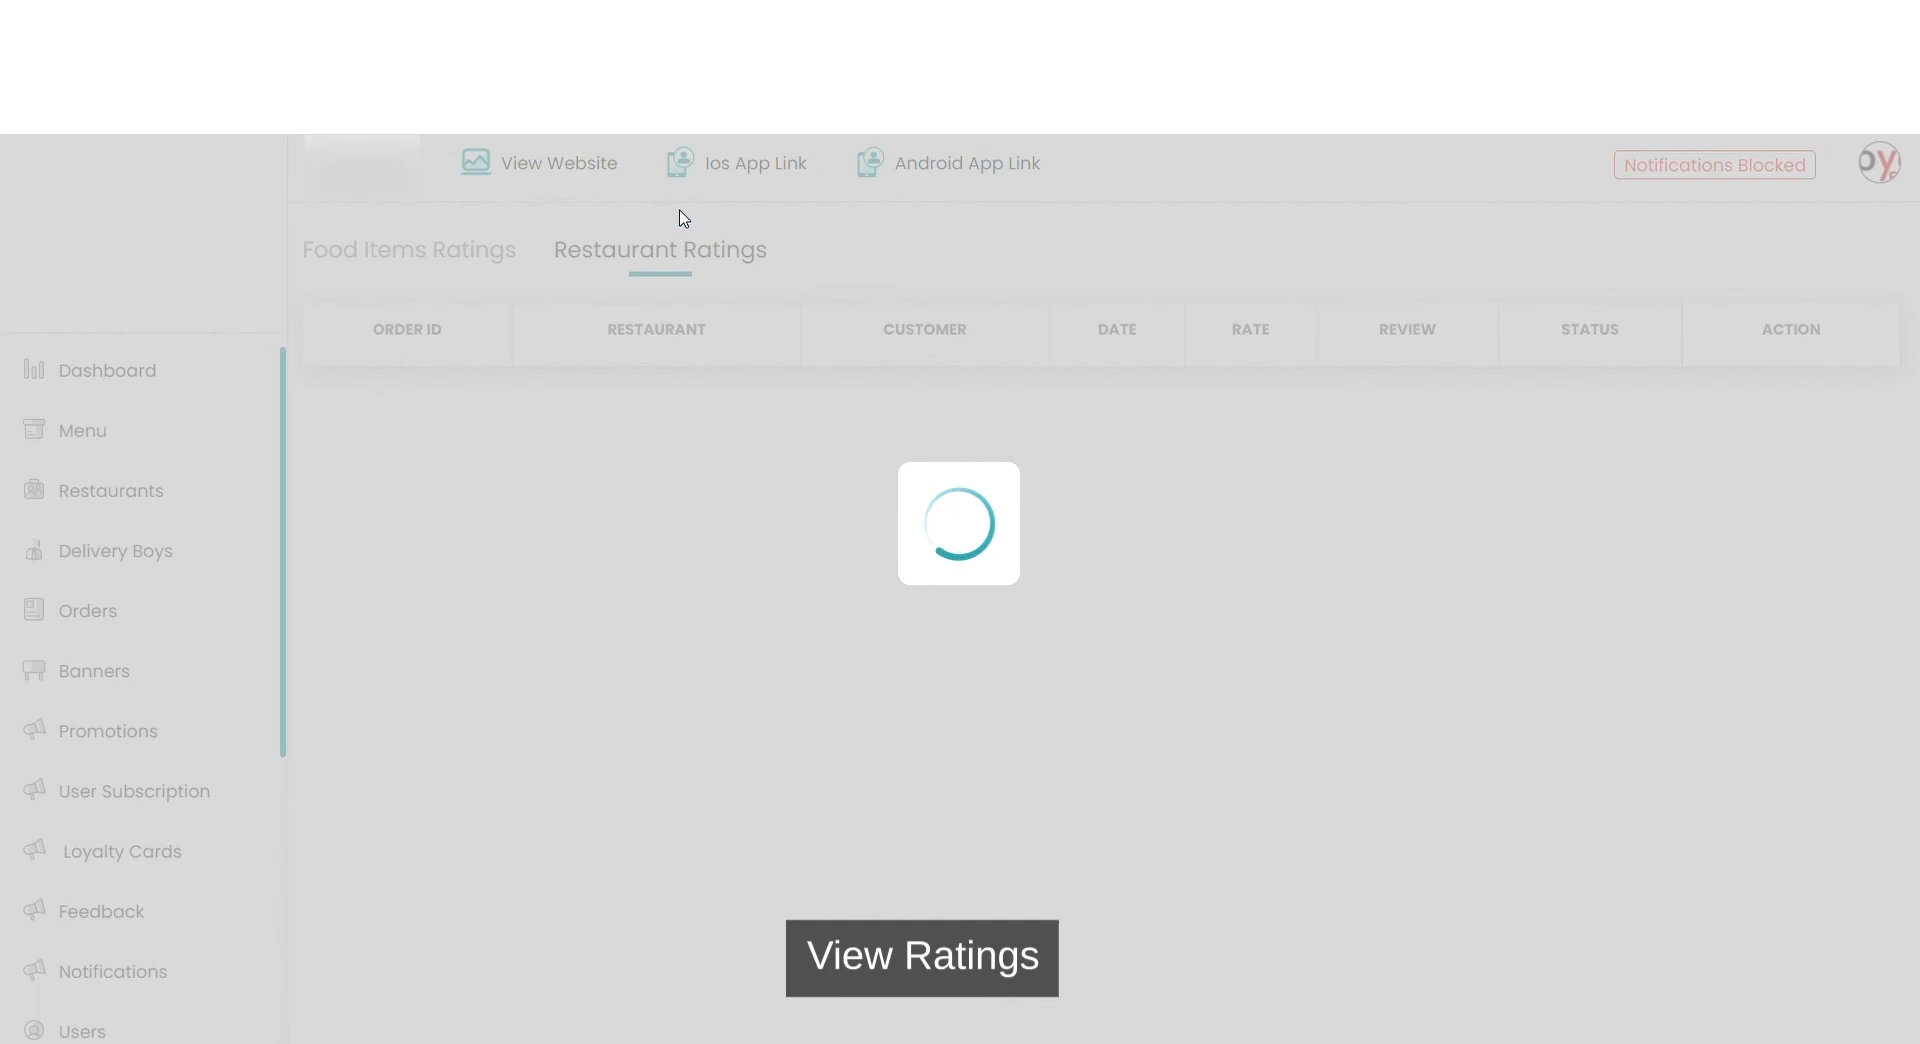 View Website Ios App Link Android App Link Notifications Blocked
Food Items Ratings Restaurant Ratings
ORDER ID RESTAURANT CUSTOMER DATE RATE REVIEW STATUS ACTION
Dashboard
Menu
Restaurants
Delivery Boys
Orders
Banners
Promotions
User Subscription
Loyalty Cards
Feedback
Notifications
Users
View Ratings